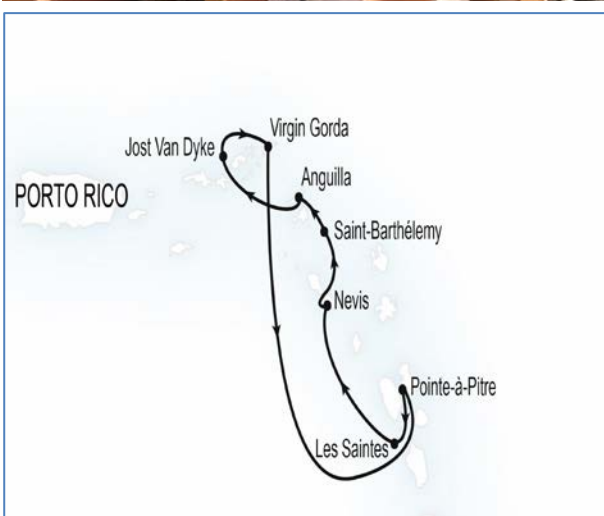 Virgin Gorda
Jost Van Dyke
Anguilla
PORTO RICO
Saint-Barthélemy
Nevis
Pointe-à-Pitre
Les Saintes